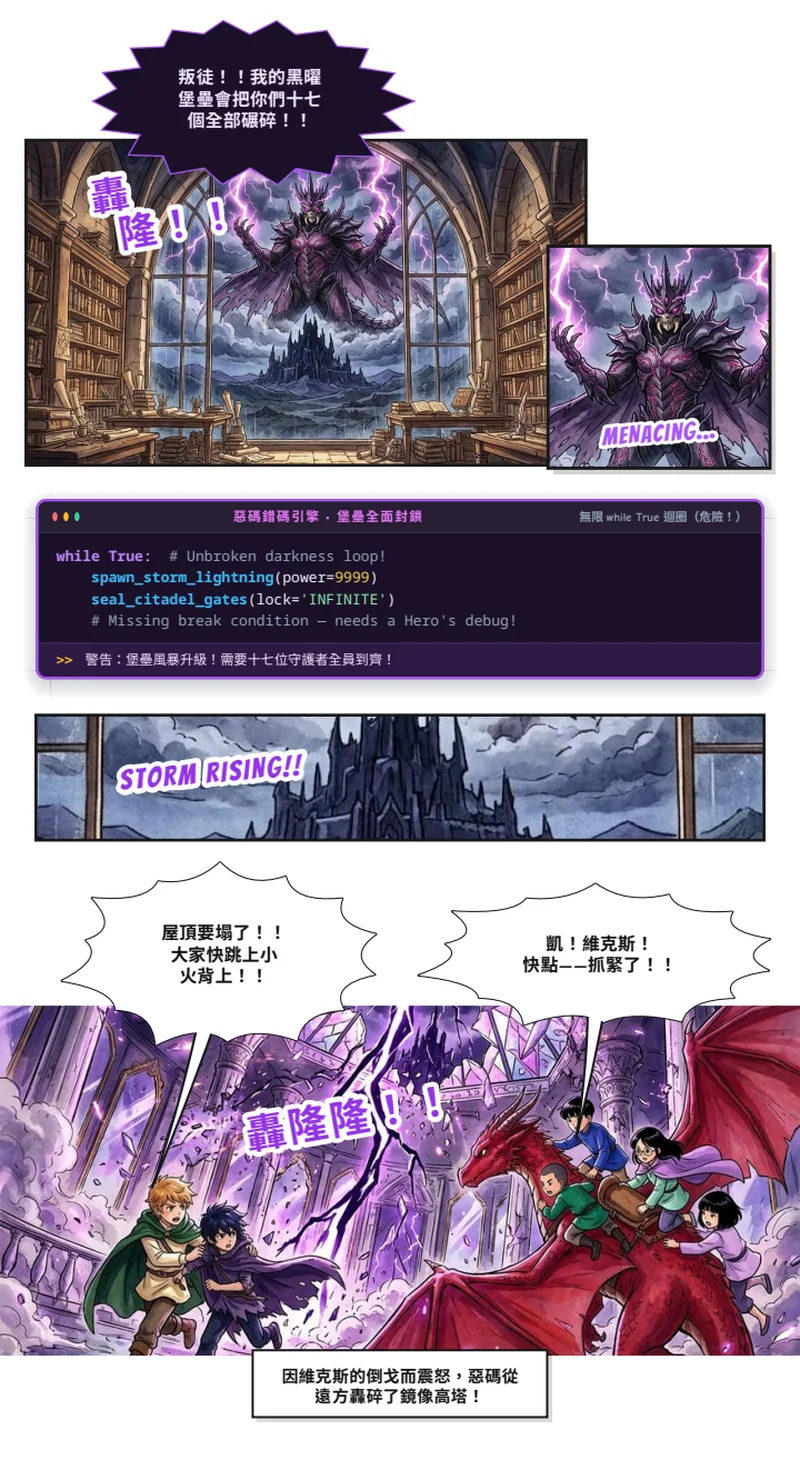 叛徒！！我的黑曜
堡壘會把你們十七
個全部碾碎！！
轟
隆！！
MENACING...
惡碼錯碼引擎 · 堡壘全面封鎖
無限 while True 迴圈（危險！）
while True:  # Unbroken darkness loop!
    spawn_storm_lightning(power=9999)
    seal_citadel_gates(lock='INFINITE')
    # Missing break condition — needs a Hero's debug!
>> 警告：堡壘風暴升級！需要十七位守護者全員到齊！
STORM RISING!!
屋頂要塌了！！
大家快跳上小
火背上！！
凱！維克斯！
快點——抓緊了！！
轟隆隆！！
因維克斯的倒戈而震怒，惡碼從
遠方轟碎了鏡像高塔！